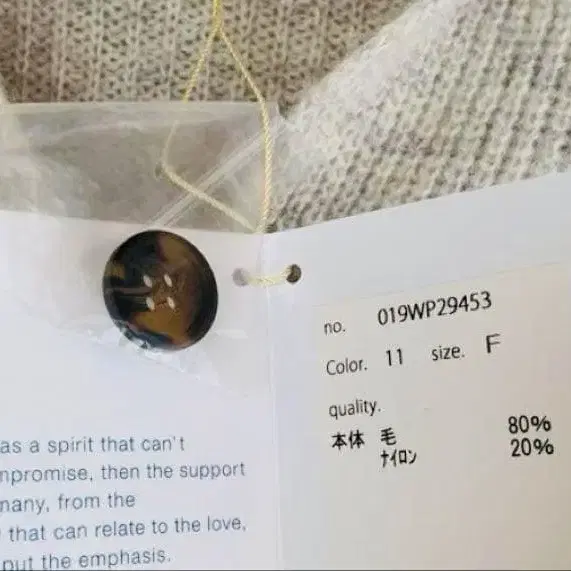 no. 019WP29453
Color. 11 size. F
quality.
本体 毛 80%
ﾅｲﾛﾝ 20%
as a spirit that can't
npromise, then the support
many, from the
that can relate to the love,
put the emphasis.